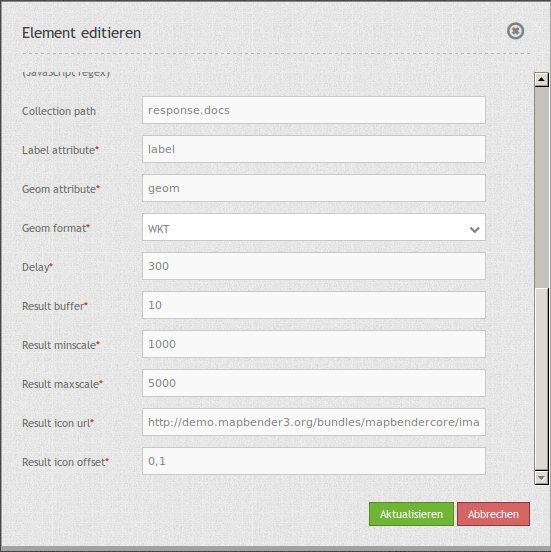 Element editieren
(JavaScript regex)
Collection path response.docs
Label attribute* label
Geom attribute* geom
Geom format* WKT
Delay* 300
Result buffer* 10
Result minscale* 1000
Result maxscale* 5000
Result icon url* http://demo.mapbender3.org/bundles/mapbendercore/ima
Result icon offset* 0,1
Aktualisieren Abbrechen